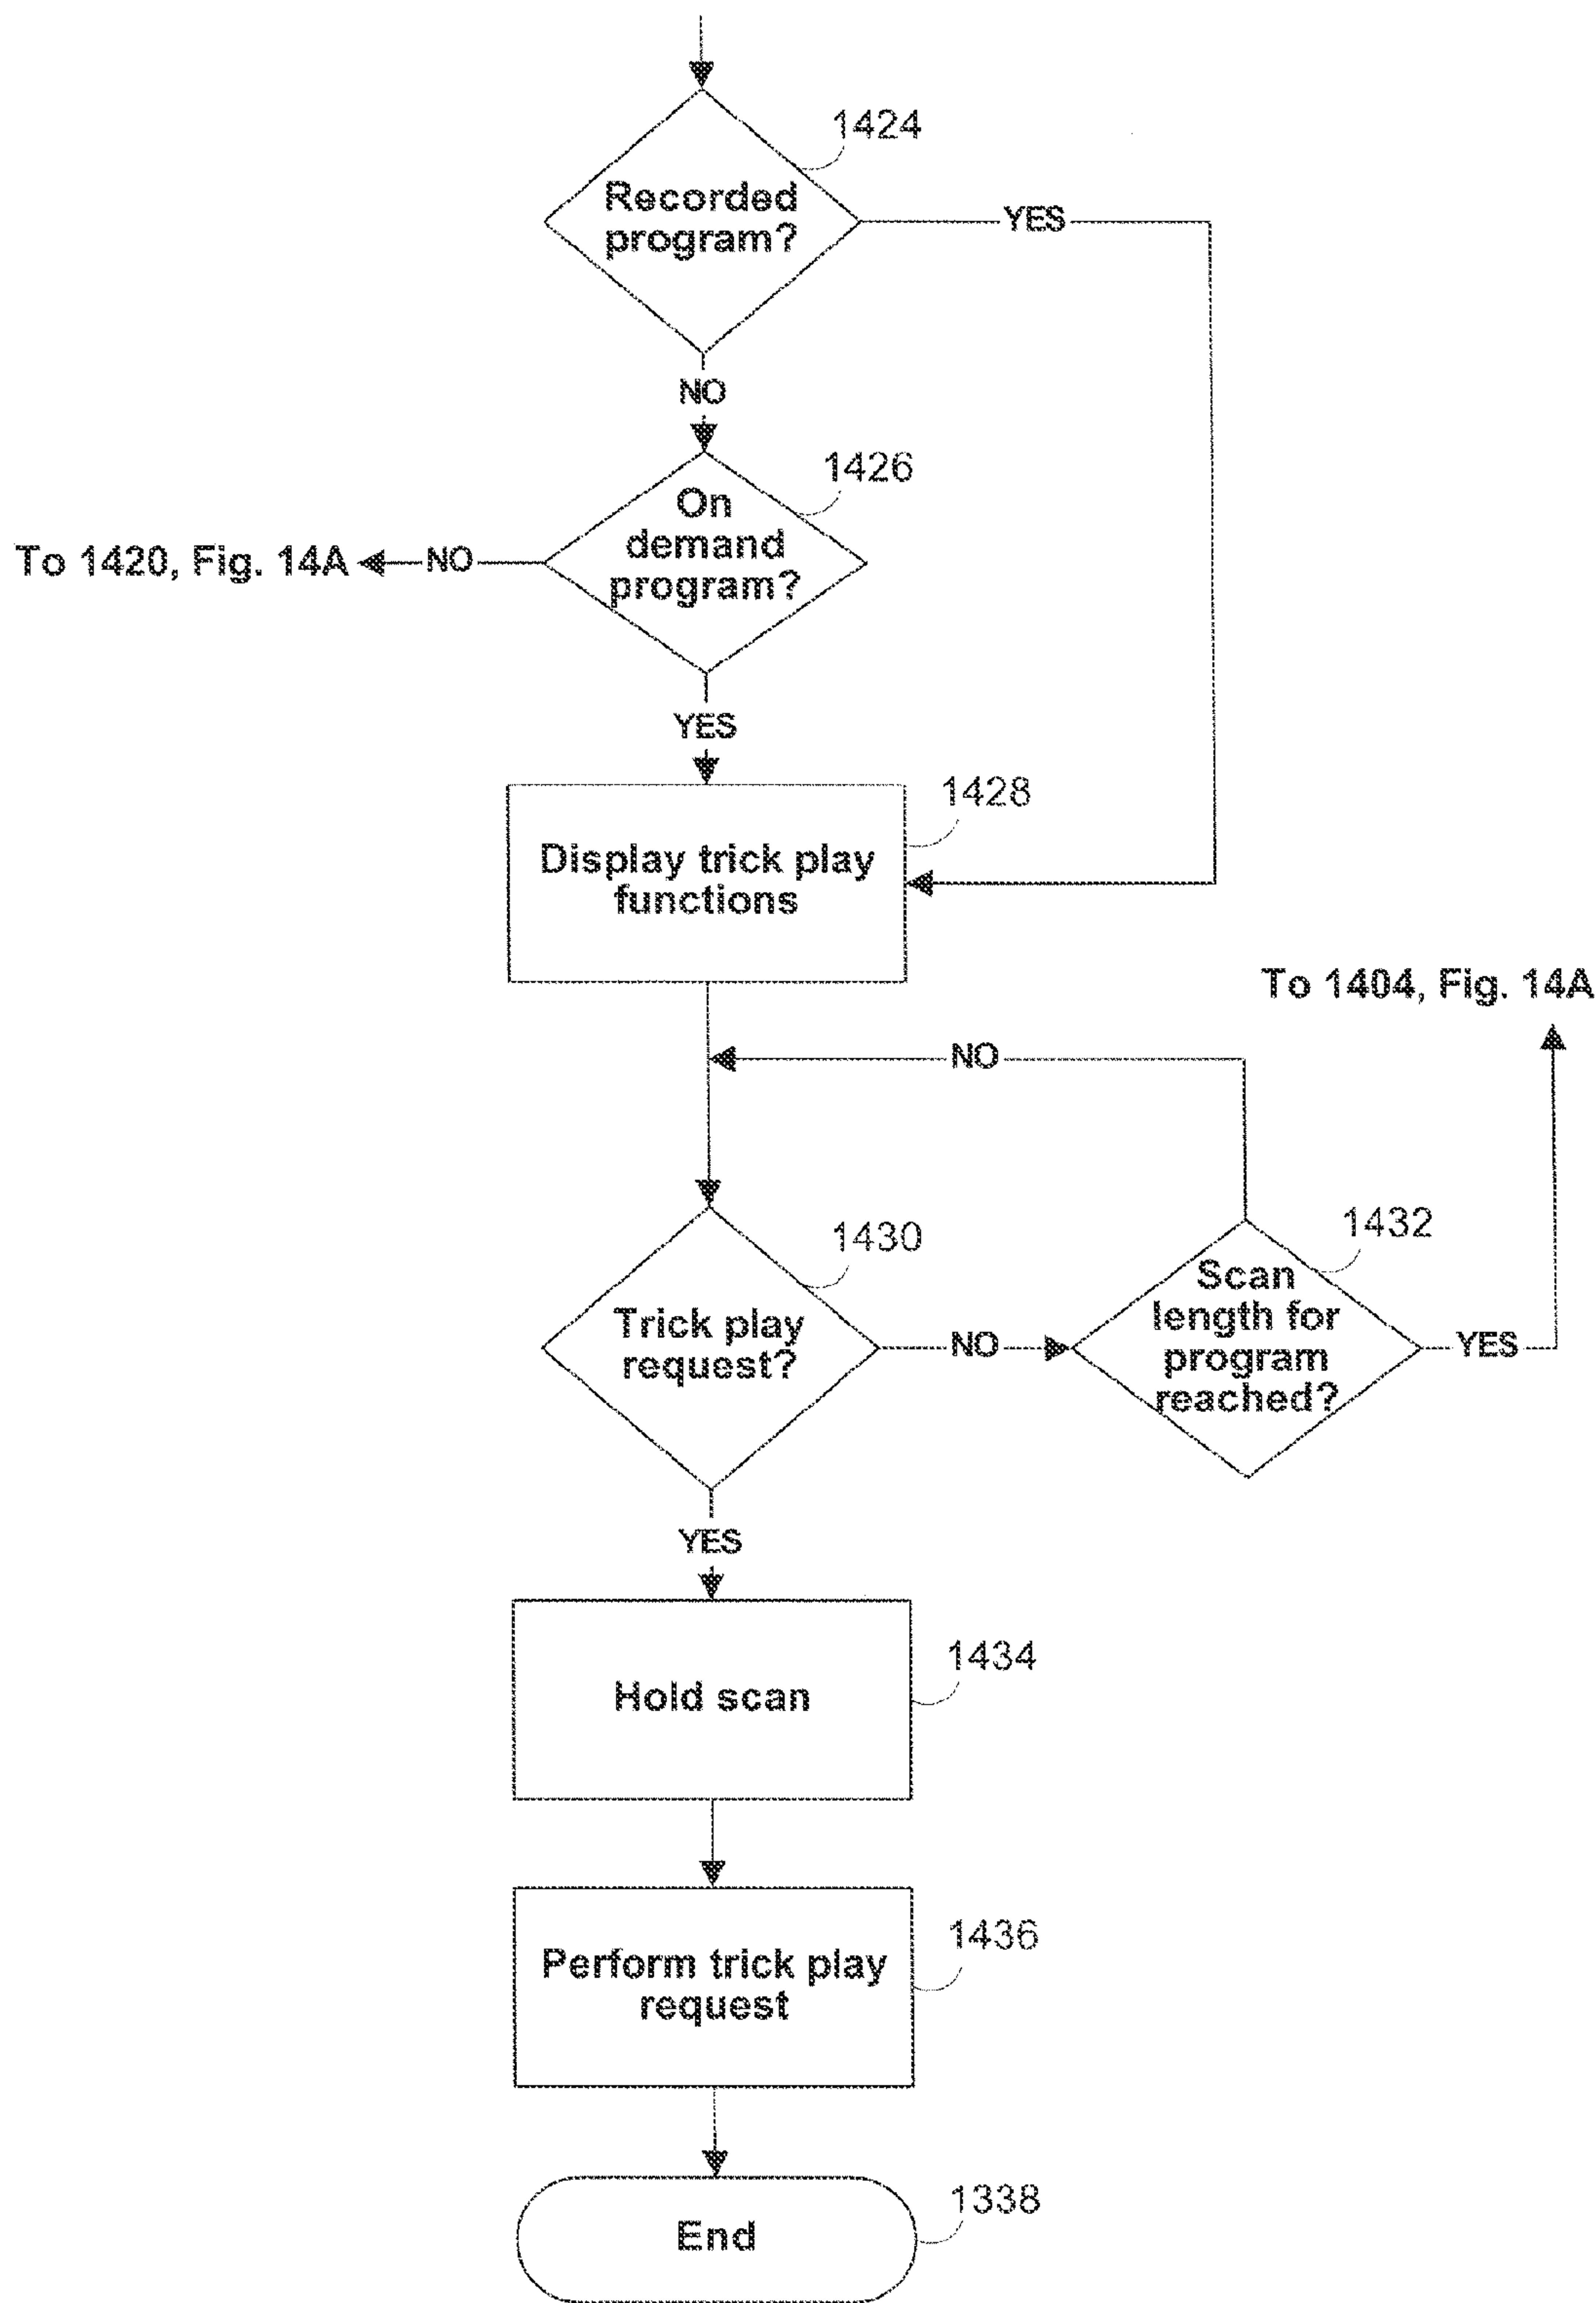 1424
Recorded
program?
YES
NO
1426
On
demand
program?
To 1420, Fig. 14A
NO
YES
1428
Display trick play
functions
To 1404, Fig. 14A
NO
1430
Trick play
request?
NO
1432
Scan
length for
program
reached?
YES
YES
1434
Hold scan
1436
Perform trick play
request
1338
End